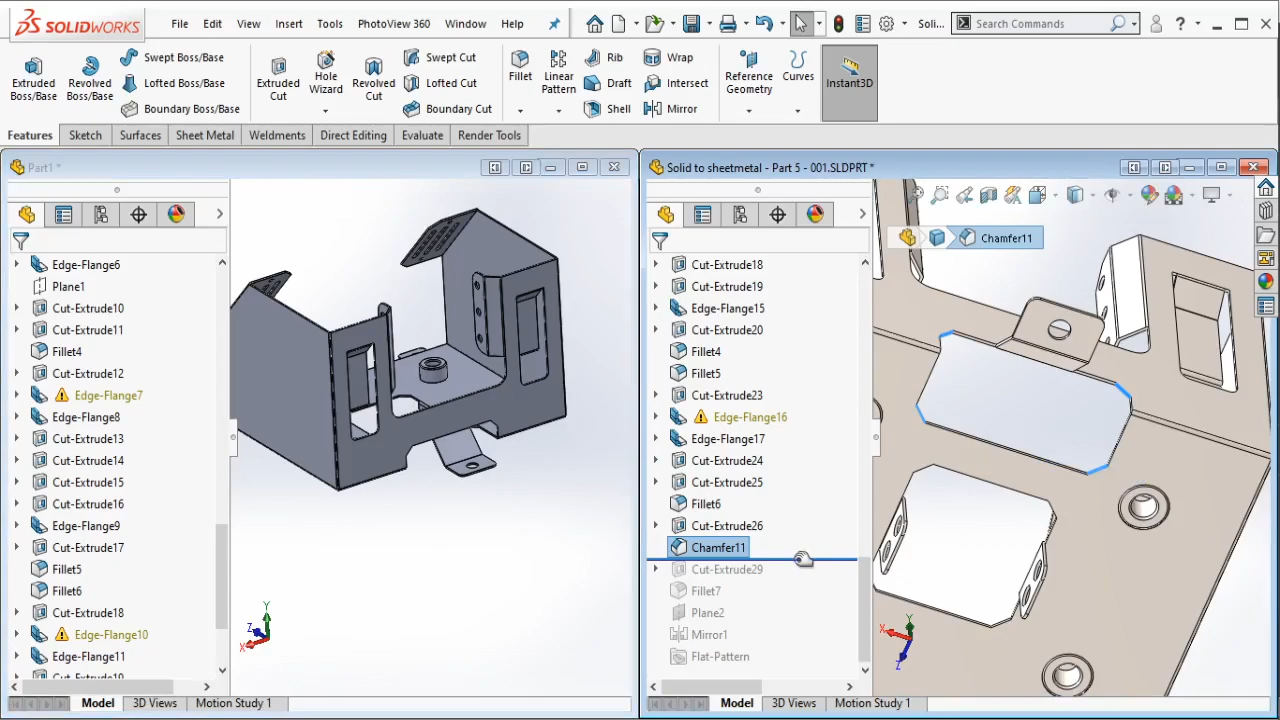 SOLIDWORKS
File
Edit
View
Insert
Tools
PhotoView 360
Window
Help
Soli...
Search Commands
Extruded Boss/Base
Revolved Boss/Base
Swept Boss/Base
Lofted Boss/Base
Boundary Boss/Base
Extruded Cut
Hole Wizard
Revolved Cut
Swept Cut
Lofted Cut
Boundary Cut
Fillet
Linear Pattern
Rib
Draft
Shell
Wrap
Intersect
Mirror
Reference Geometry
Curves
Instant3D
Features
Sketch
Surfaces
Sheet Metal
Weldments
Direct Editing
Evaluate
Render Tools
Part1 *
Edge-Flange6
Plane1
Cut-Extrude10
Cut-Extrude11
Fillet4
Cut-Extrude12
Edge-Flange7
Edge-Flange8
Cut-Extrude13
Cut-Extrude14
Cut-Extrude15
Cut-Extrude16
Edge-Flange9
Cut-Extrude17
Fillet5
Fillet6
Cut-Extrude18
Edge-Flange10
Edge-Flange11
Cut-Extrude19
Y
Z
X
Model
3D Views
Motion Study 1
Solid to sheetmetal - Part 5 - 001.SLDPRT *
Chamfer11
Cut-Extrude18
Cut-Extrude19
Edge-Flange15
Cut-Extrude20
Fillet4
Fillet5
Cut-Extrude23
Edge-Flange16
Edge-Flange17
Cut-Extrude24
Cut-Extrude25
Fillet6
Cut-Extrude26
Chamfer11
Cut-Extrude29
Fillet7
Plane2
Mirror1
Flat-Pattern
Y
X
Z
Model
3D Views
Motion Study 1